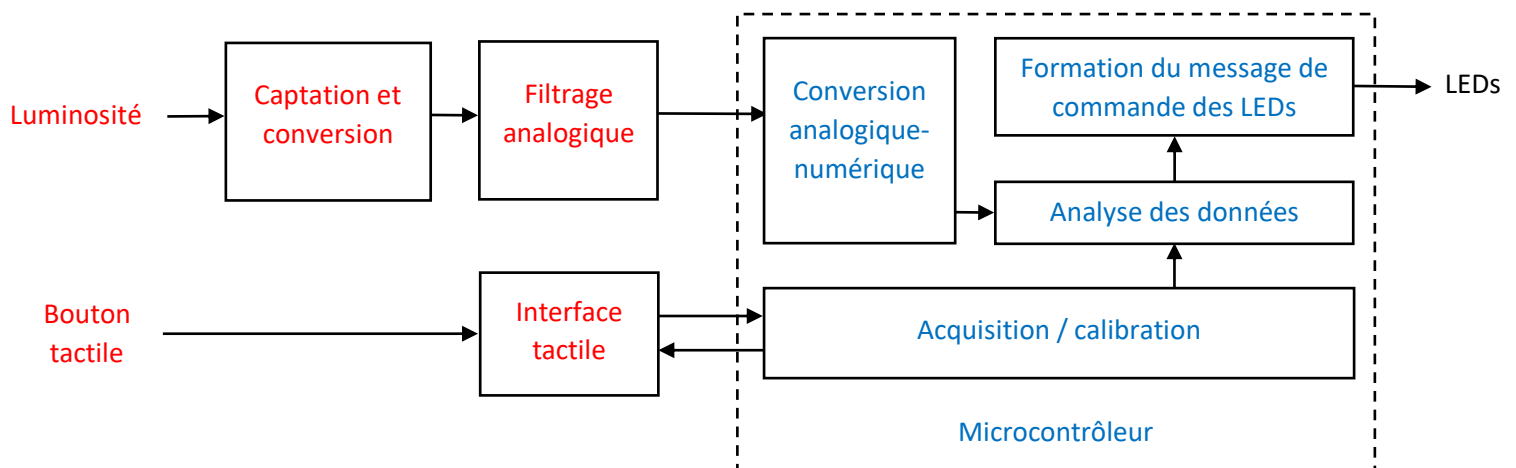 Luminosité
Captation et
conversion
Filtrage
analogique
Conversion
analogique-
numérique
Formation du message de
commande des LEDs
LEDs
Analyse des données
Bouton
tactile
Interface
tactile
Acquisition / calibration
Microcontrôleur